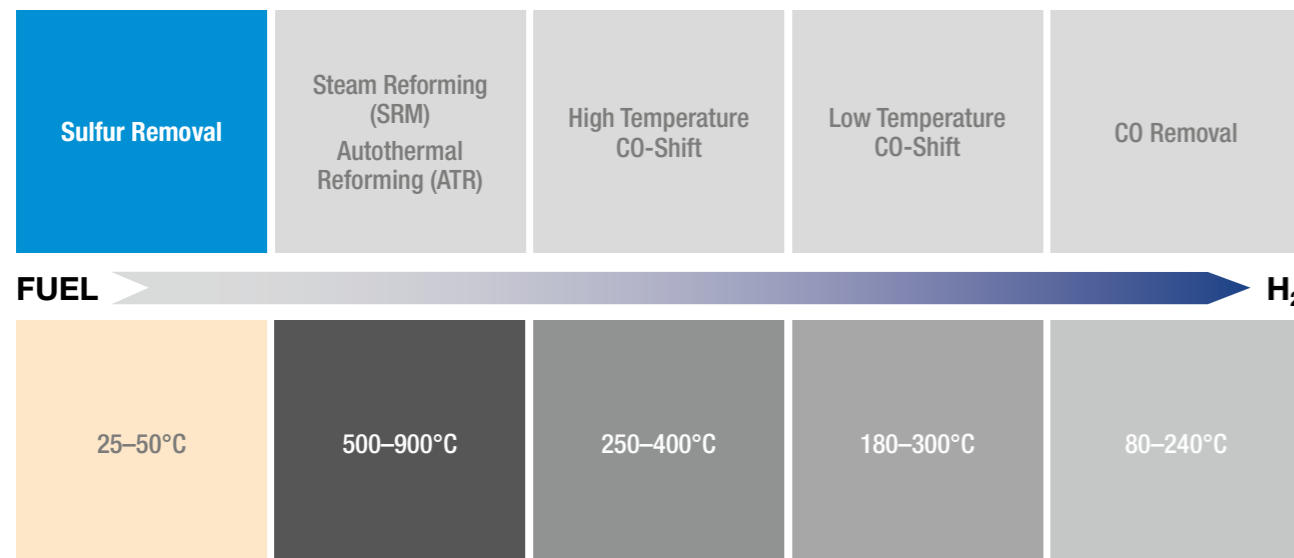 Sulfur Removal
Steam Reforming
(SRM)
Autothermal
Reforming (ATR)
High Temperature
CO-Shift
Low Temperature
CO-Shift
CO Removal
FUEL
H₂
25–50°C
500–900°C
250–400°C
180–300°C
80–240°C